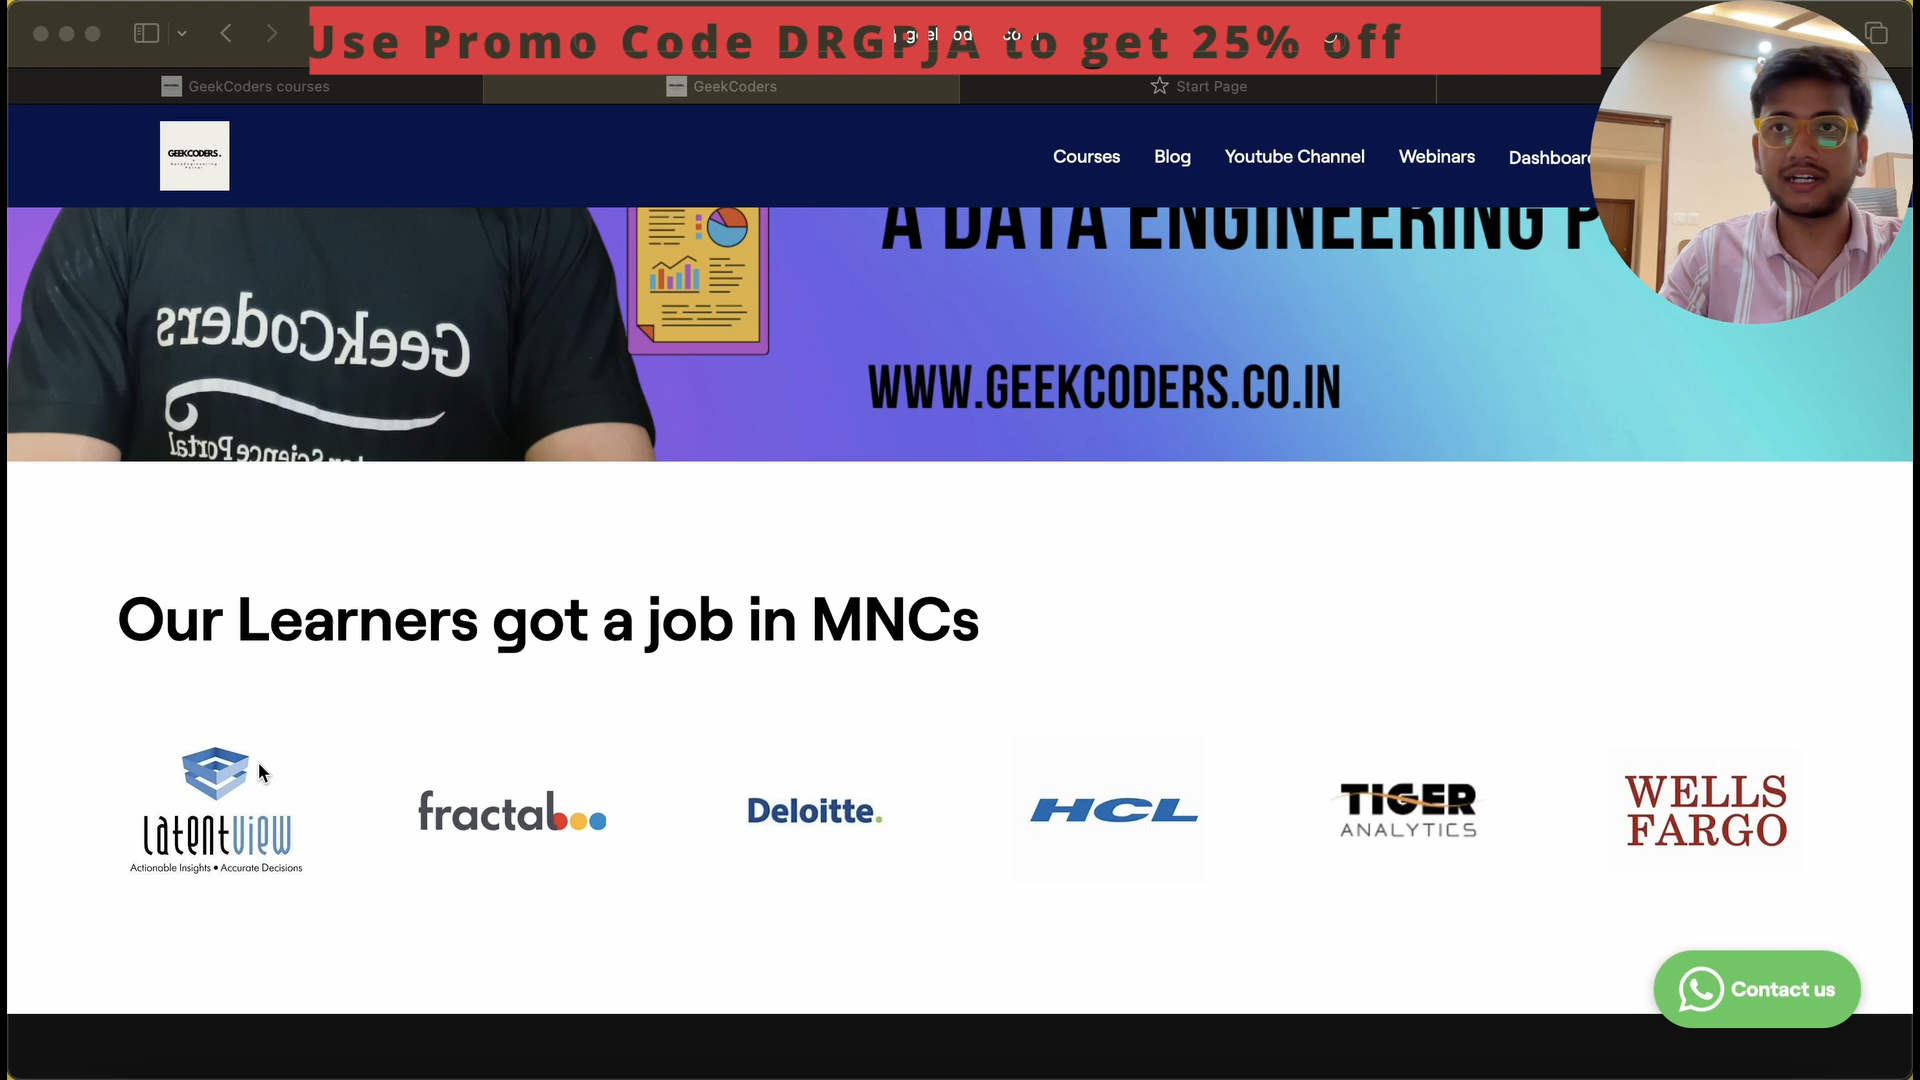 Use Promo Code DRGPJA to get 25% off
GeekCoders courses
GeekCoders
Start Page
GEEKCODERS.
Courses
Blog
Youtube Channel
Webinars
A DATA ENGINEERING
GeekCoders
WWW.GEEKCODERS.CO.IN
Our Learners got a job in MNCs
latentview
Actionable Insights • Accurate Decisions
fractal
Deloitte.
HCL
TIGER
ANALYTICS
WELLS
FARGO
Contact us